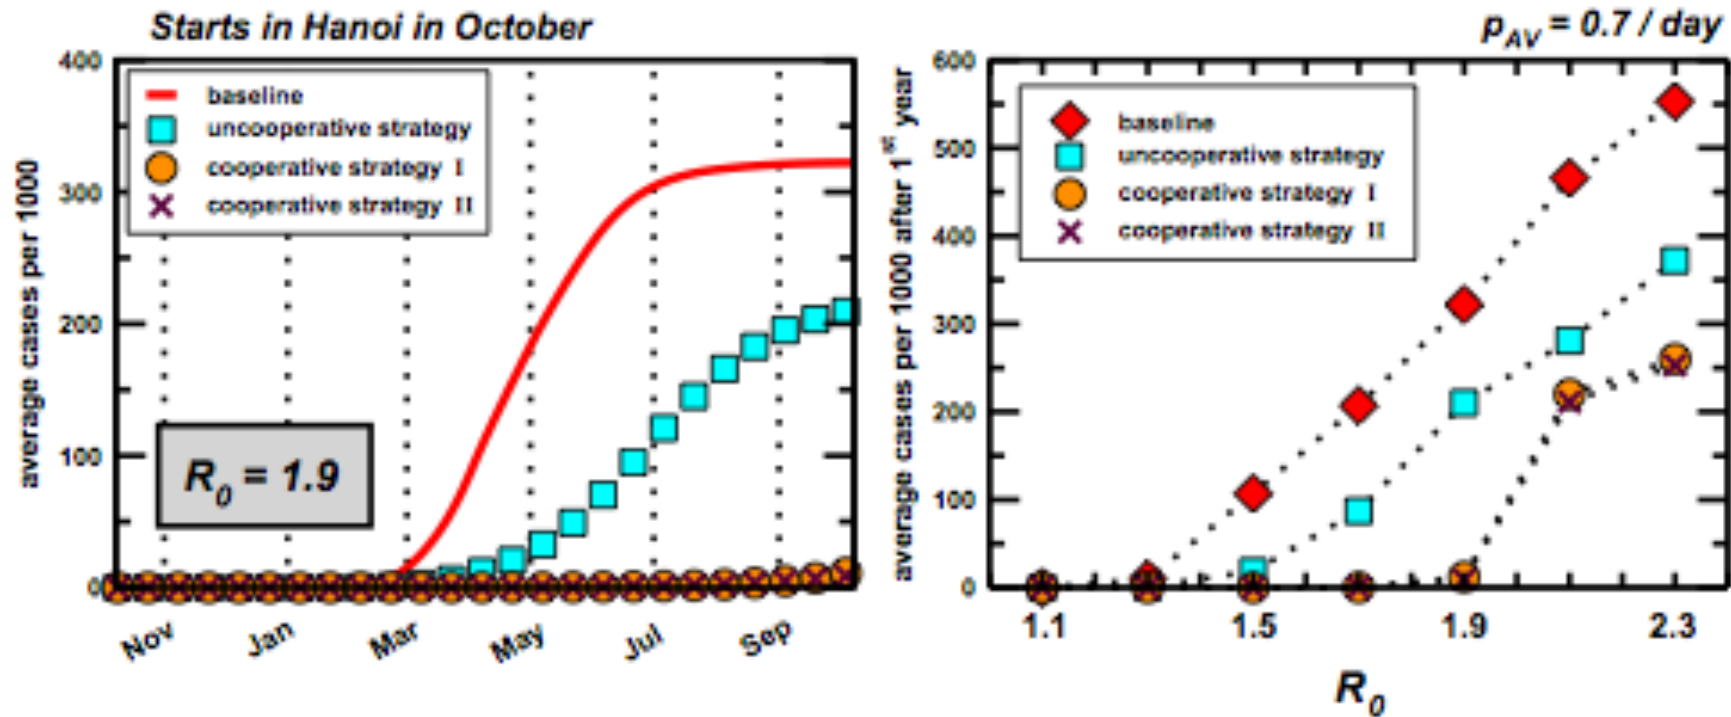 Starts in Hanoi in October
400
300
200
100
0
average cases per 1000
baseline
uncooperative strategy
cooperative strategy I
cooperative strategy II
R0 = 1.9
Nov
Jan
Mar
May
Jul
Sep
pAV = 0.7 / day
600
500
400
300
200
100
0
average cases per 1000 after 1st year
baseline
uncooperative strategy
cooperative strategy I
cooperative strategy II
1.1
1.5
1.9
2.3
R0